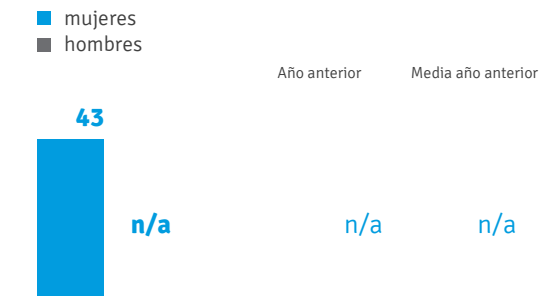 mujeres
hombres
Año anterior Media año anterior
43
n/a n/a n/a